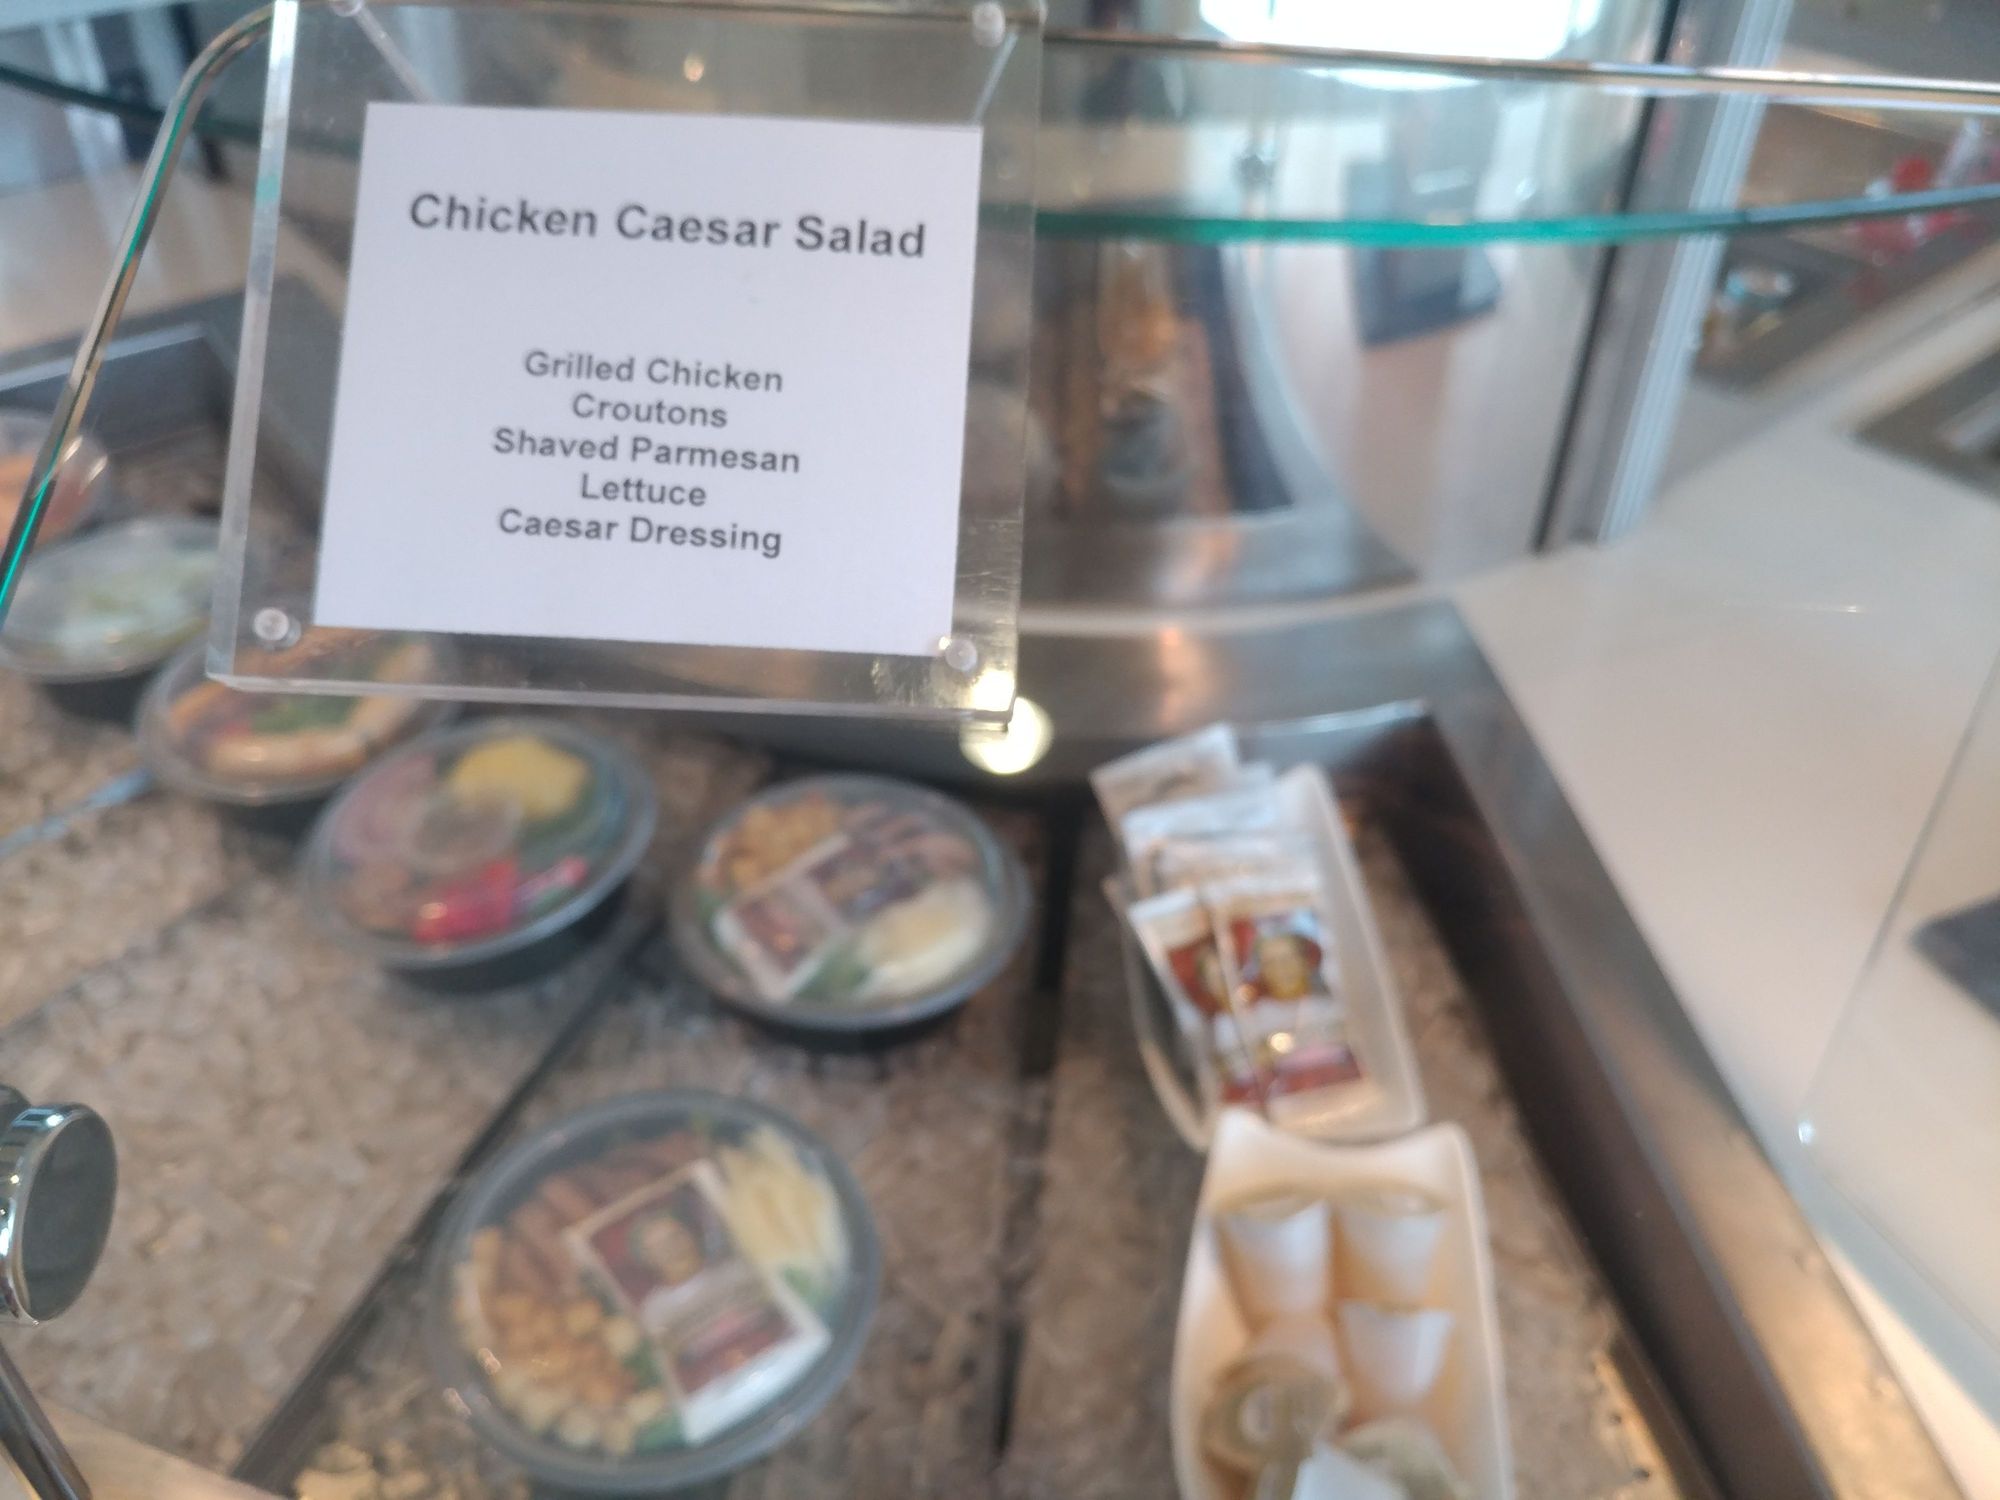 Chicken Caesar Salad
Grilled Chicken
Croutons
Shaved Parmesan
Lettuce
Caesar Dressing